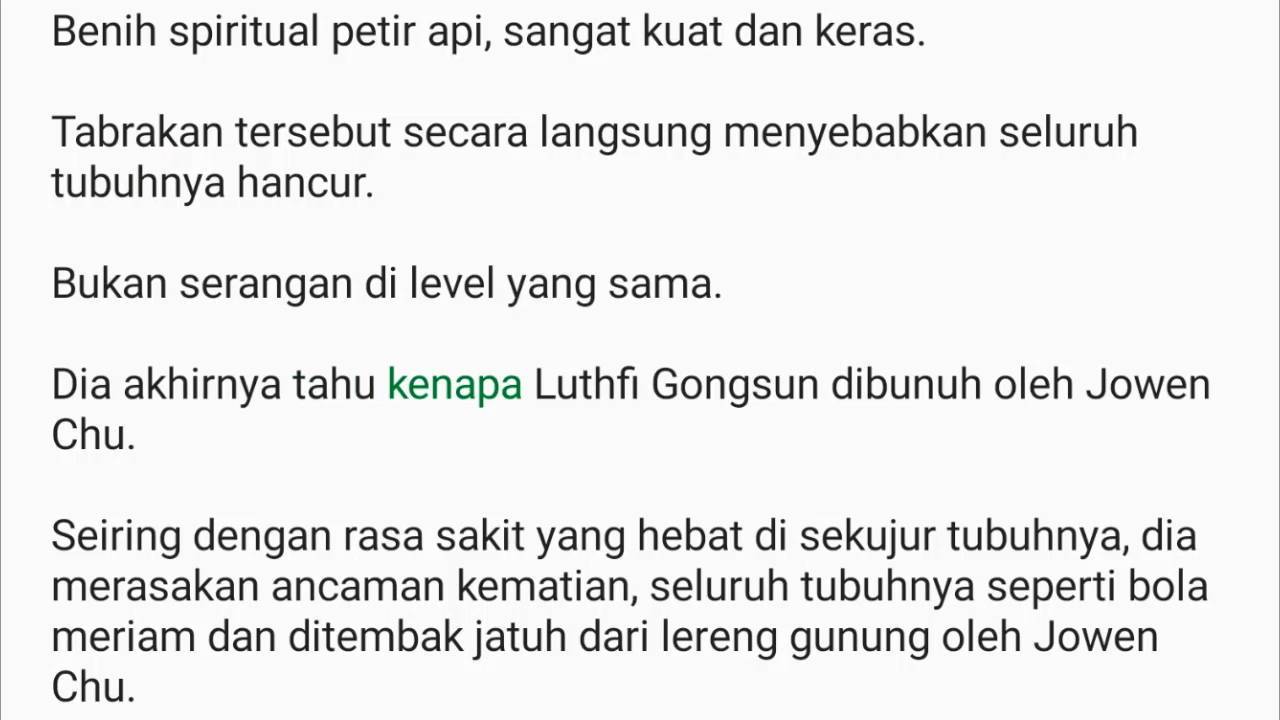 Benih spiritual petir api, sangat kuat dan keras.
Tabrakan tersebut secara langsung menyebabkan seluruh
tubuhnya hancur.
Bukan serangan di level yang sama.
Dia akhirnya tahu kenapa Luthfi Gongsun dibunuh oleh Jowen
Chu.
Seiring dengan rasa sakit yang hebat di sekujur tubuhnya, dia
merasakan ancaman kematian, seluruh tubuhnya seperti bola
meriam dan ditembak jatuh dari lereng gunung oleh Jowen
Chu.